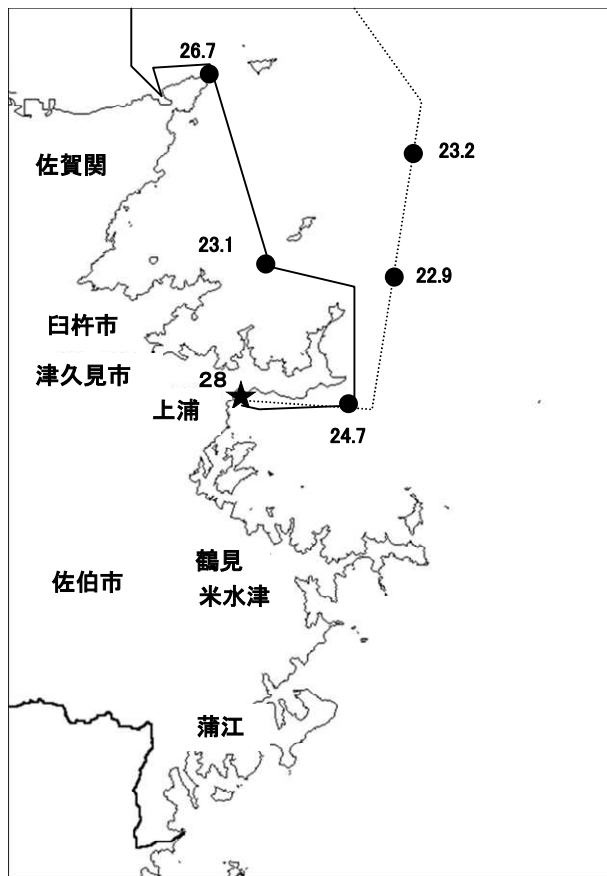 26.7
23.2
佐賀関
23.1
22.9
臼杵市
津久見市
28
上浦
24.7
鶴見
佐伯市
米水津
蒲江